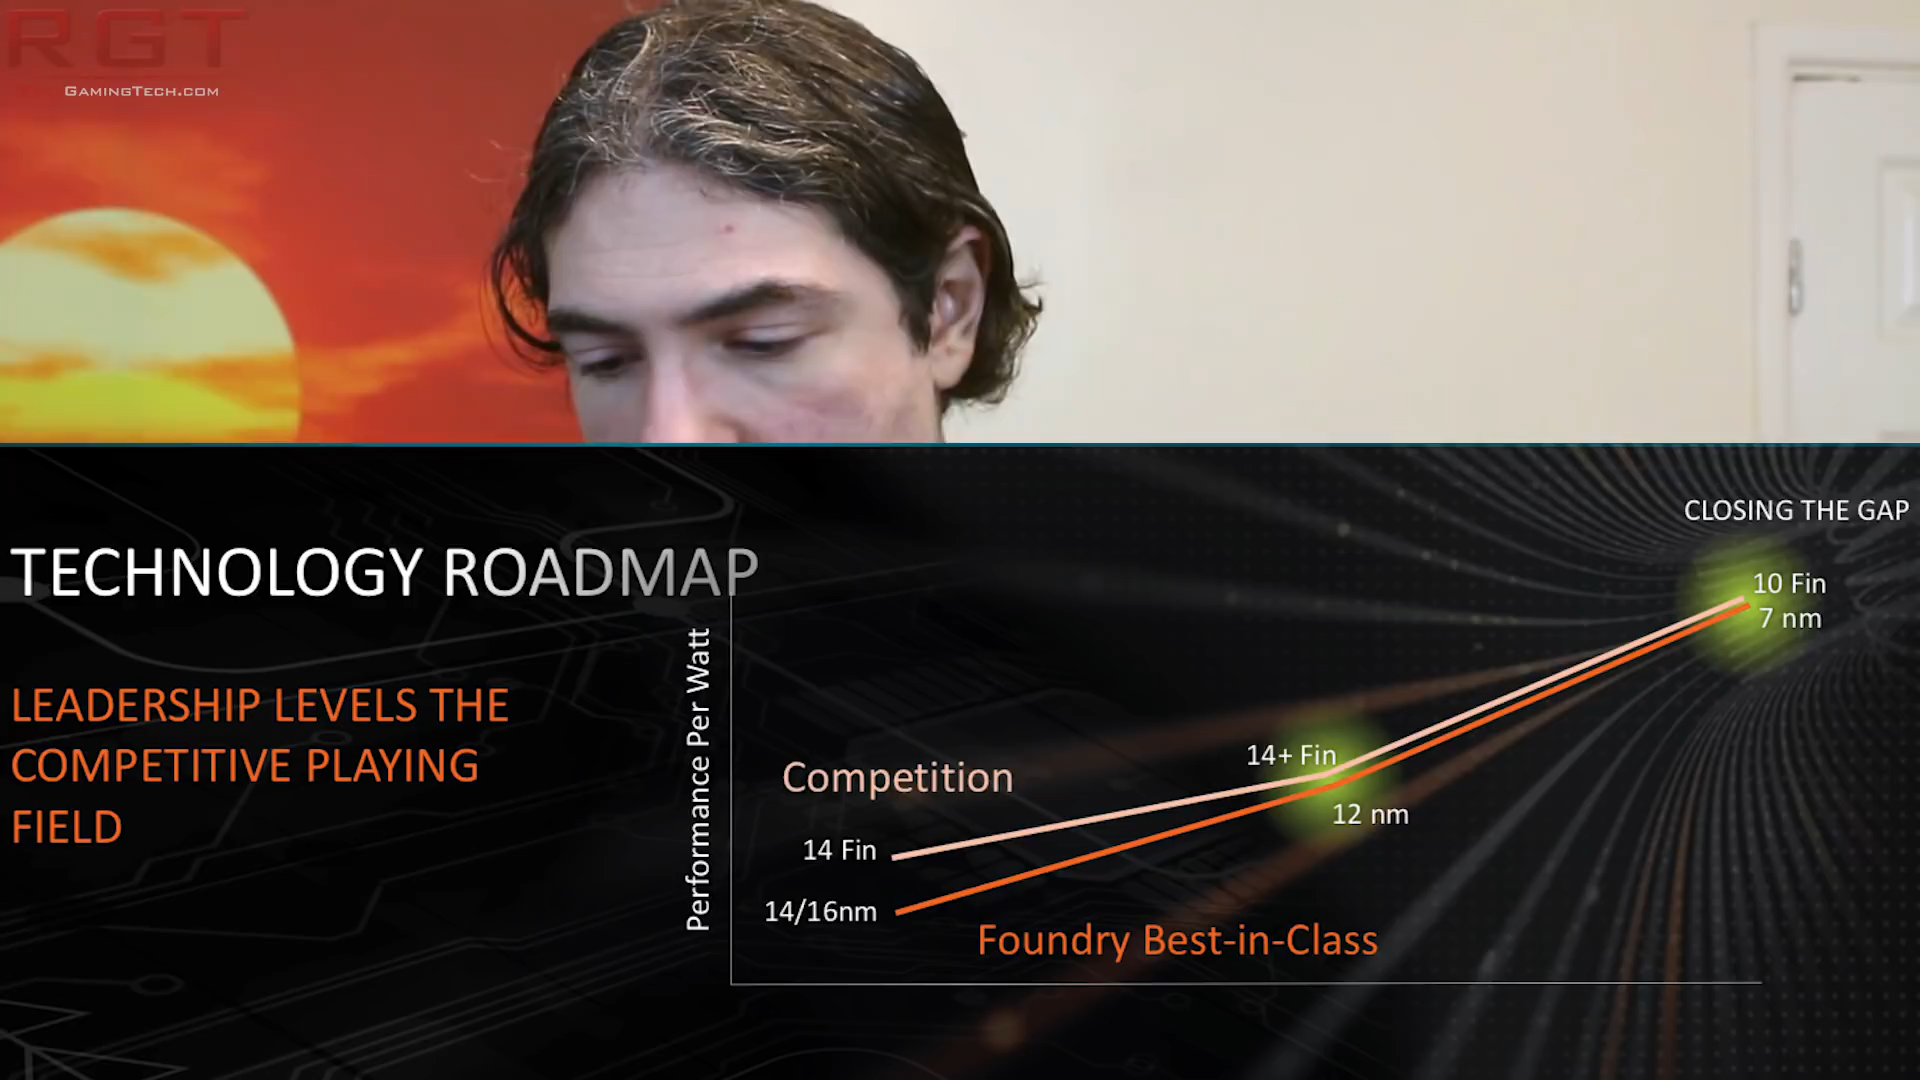 RGT
GAMINGTECH.COM
CLOSING THE GAP
TECHNOLOGY ROADMAP
10 Fin
7 nm
LEADERSHIP LEVELS THE
COMPETITIVE PLAYING
FIELD
Performance Per Watt
14+ Fin
Competition
12 nm
14 Fin
14/16nm
Foundry Best-in-Class